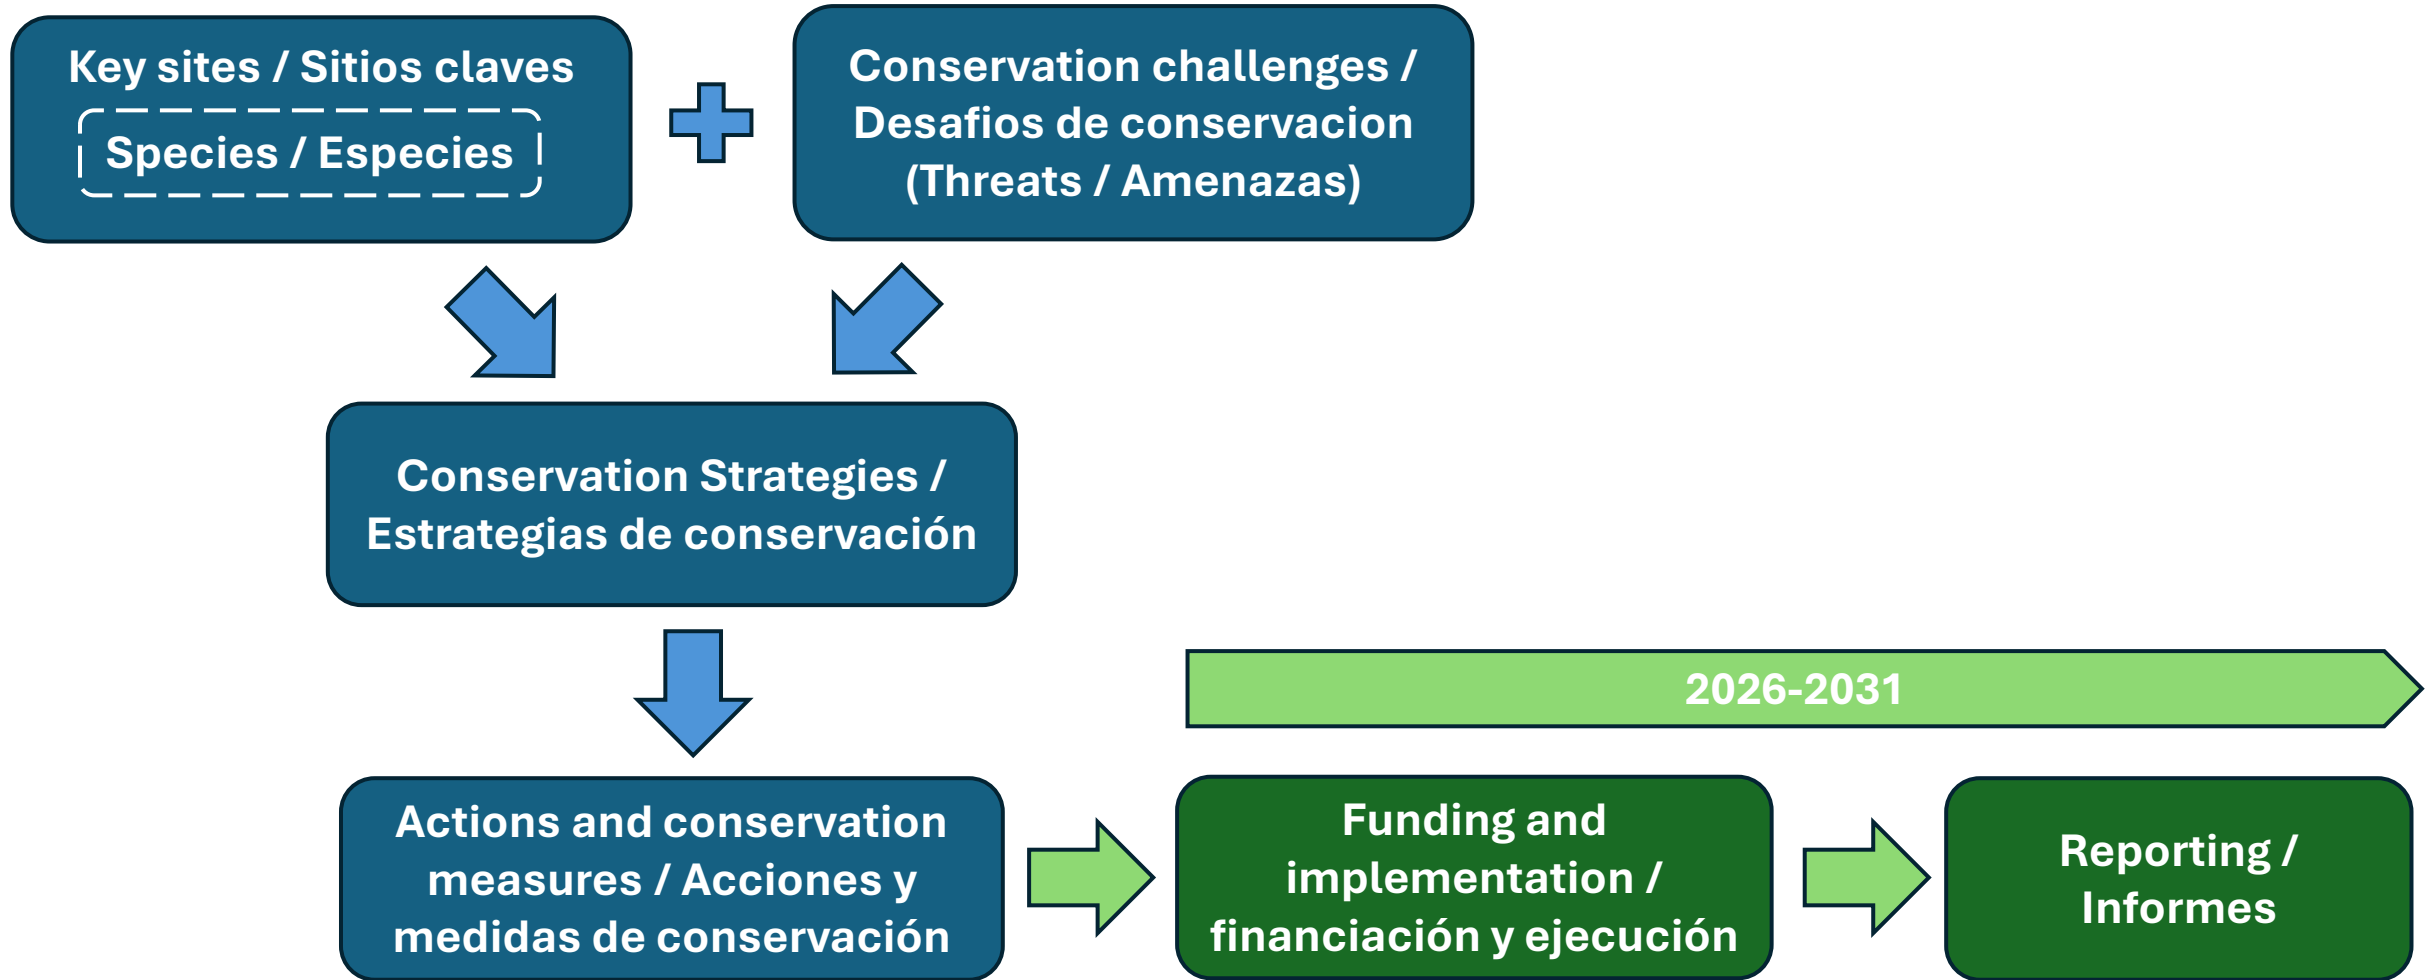 Key sites / Sitios claves
Species / Especies
Conservation challenges /
Desafios de conservacion
(Threats / Amenazas)
Conservation Strategies /
Estrategias de conservación
2026-2031
Actions and conservation
measures / Acciones y
medidas de conservación
Funding and
implementation /
financiación y ejecución
Reporting /
Informes